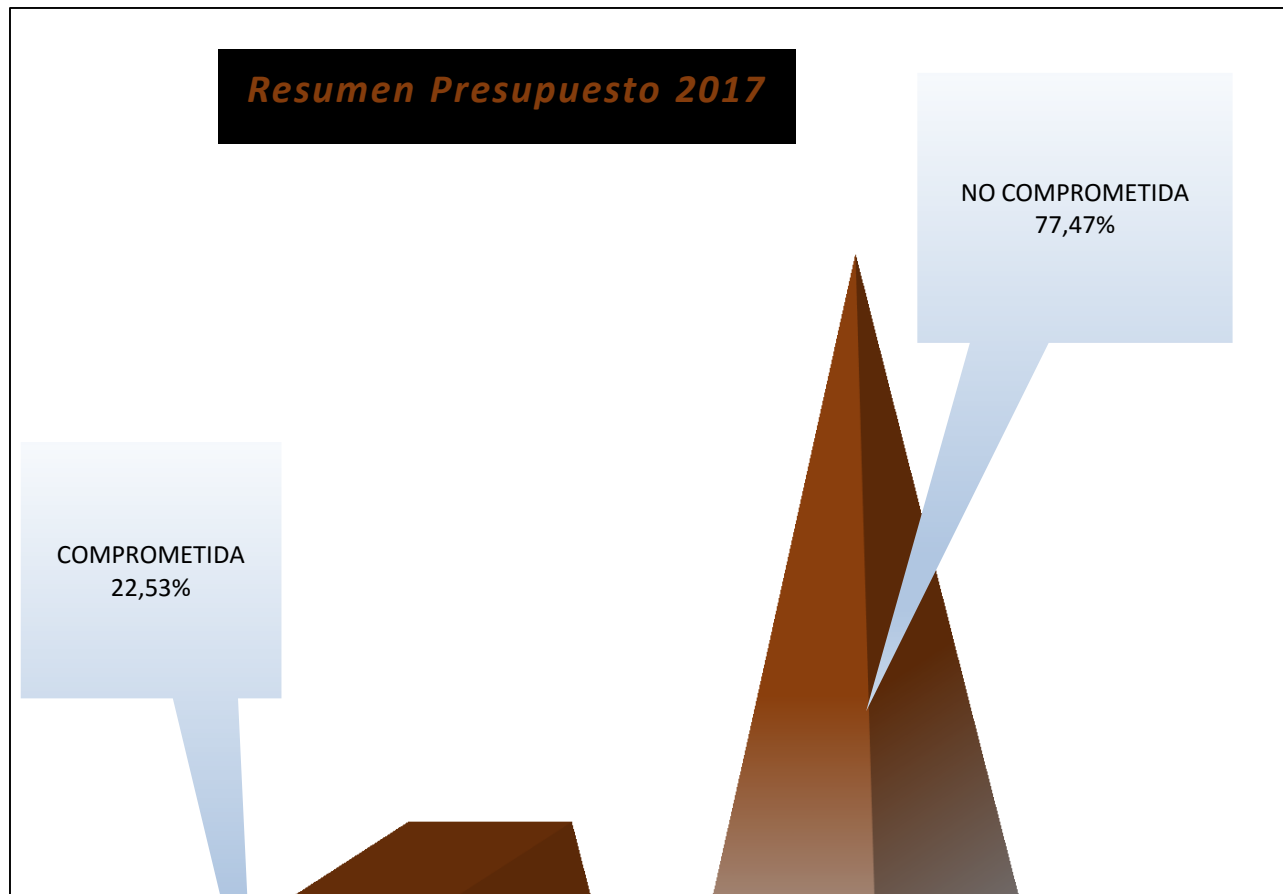 Resumen Presupuesto 2017
NO COMPROMETIDA
77,47%
COMPROMETIDA
22,53%